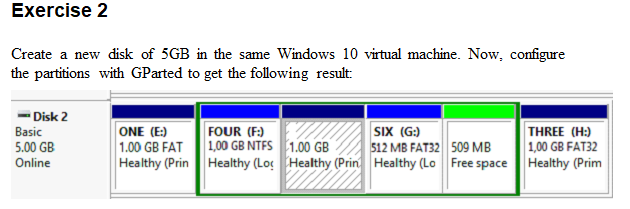 Exercise 2
Create a new disk of 5GB in the same Windows 10 virtual machine. Now, configure
the partitions with GParted to get the following result:
Disk 2
Basic
5.00 GB
Online
ONE (E:)
1.00 GB FAT
Healthy (Prin
FOUR (F:)
1,00 GB NTFS
Healthy (Log
1.00 GB
Healthy (Prin
SIX (G:)
512 MB FAT32
Healthy (Lo
509 MB
Free space
THREE (H:)
1,00 GB FAT32
Healthy (Prim